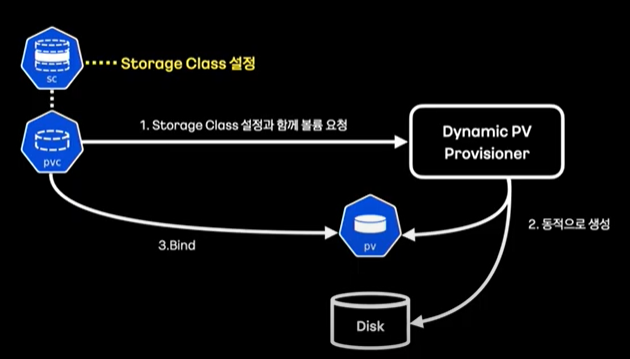 Storage Class 설정
sc
1. Storage Class 설정과 함께 볼륨 요청
pvc
Dynamic PV
Provisioner
2. 동적으로 생성
3.Bind
pv
Disk